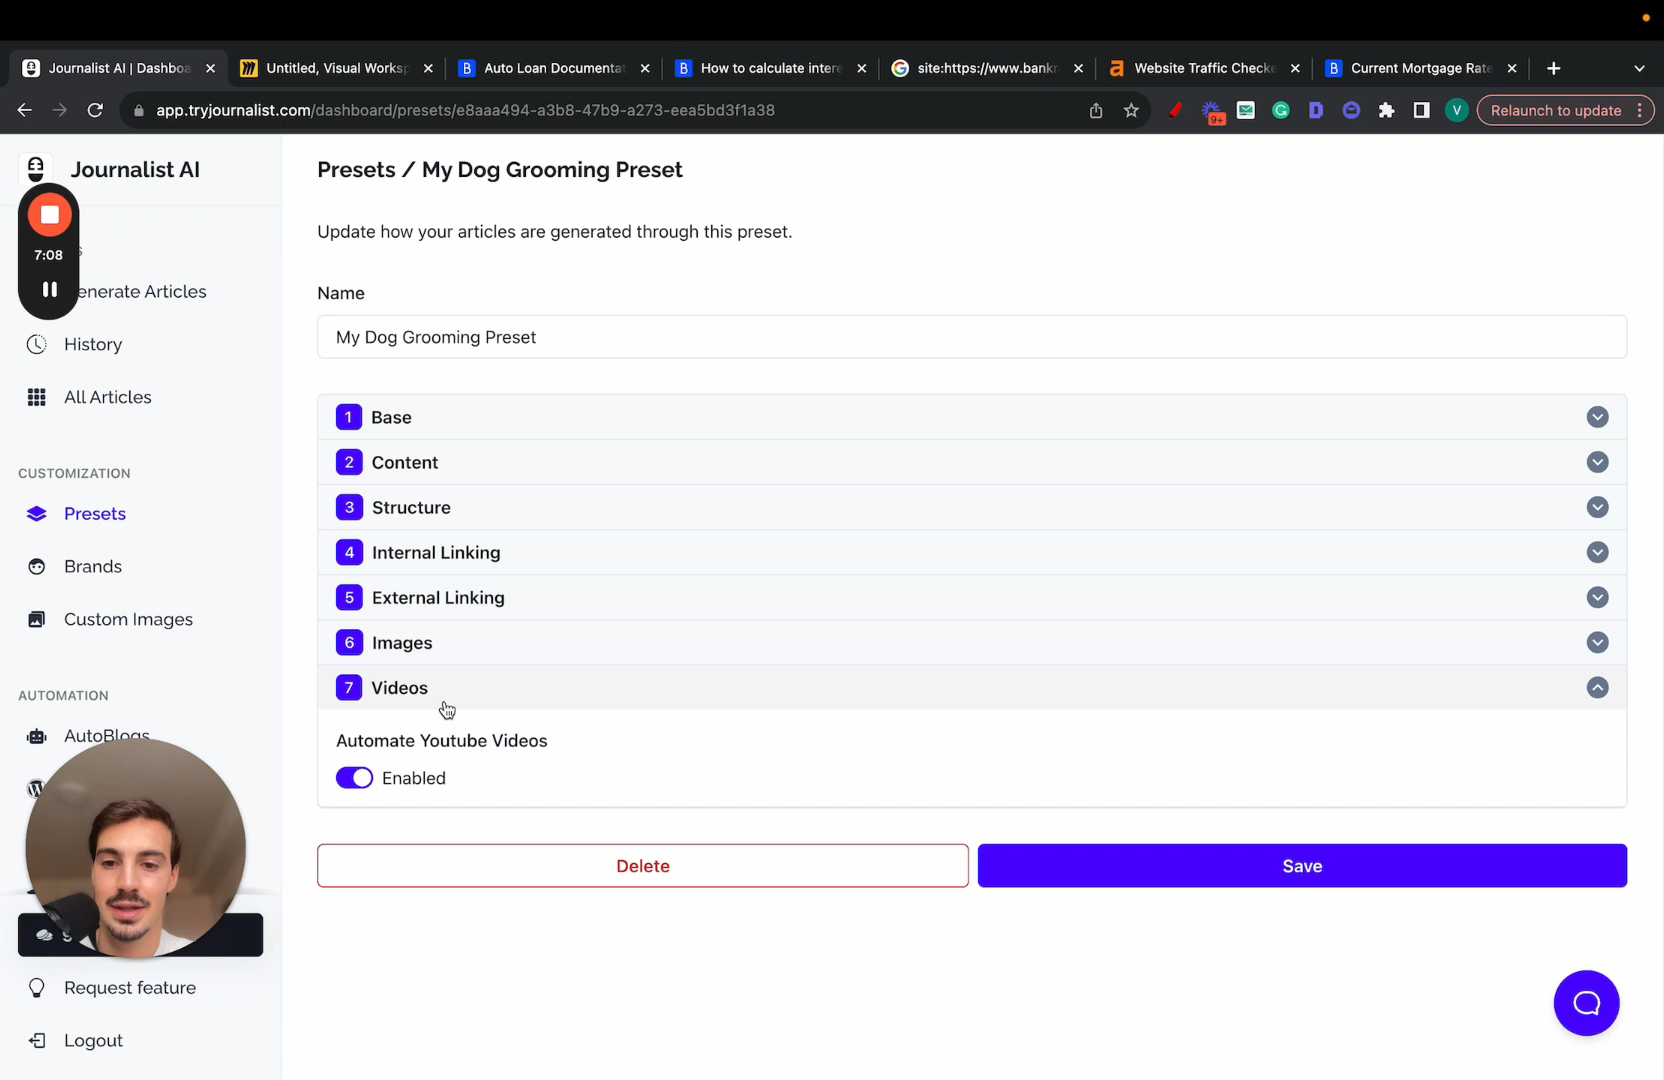 Journalist AI | Dashboa
Untitled, Visual Worksp
Auto Loan Documentat
How to calculate intere
site:https://www.bankr
Website Traffic Checke
Current Mortgage Rate
app.tryjournalist.com/dashboard/presets/e8aaa494-a3b8-47b9-a273-eea5bd3f1a38
9+
V
Relaunch to update
Journalist AI
7:08
enerate Articles
History
All Articles
CUSTOMIZATION
Presets
Brands
Custom Images
AUTOMATION
AutoBlogs
Request feature
Logout
Presets / My Dog Grooming Preset
Update how your articles are generated through this preset.
Name
My Dog Grooming Preset
1 Base
2 Content
3 Structure
4 Internal Linking
5 External Linking
6 Images
7 Videos
Automate Youtube Videos
Enabled
Delete
Save